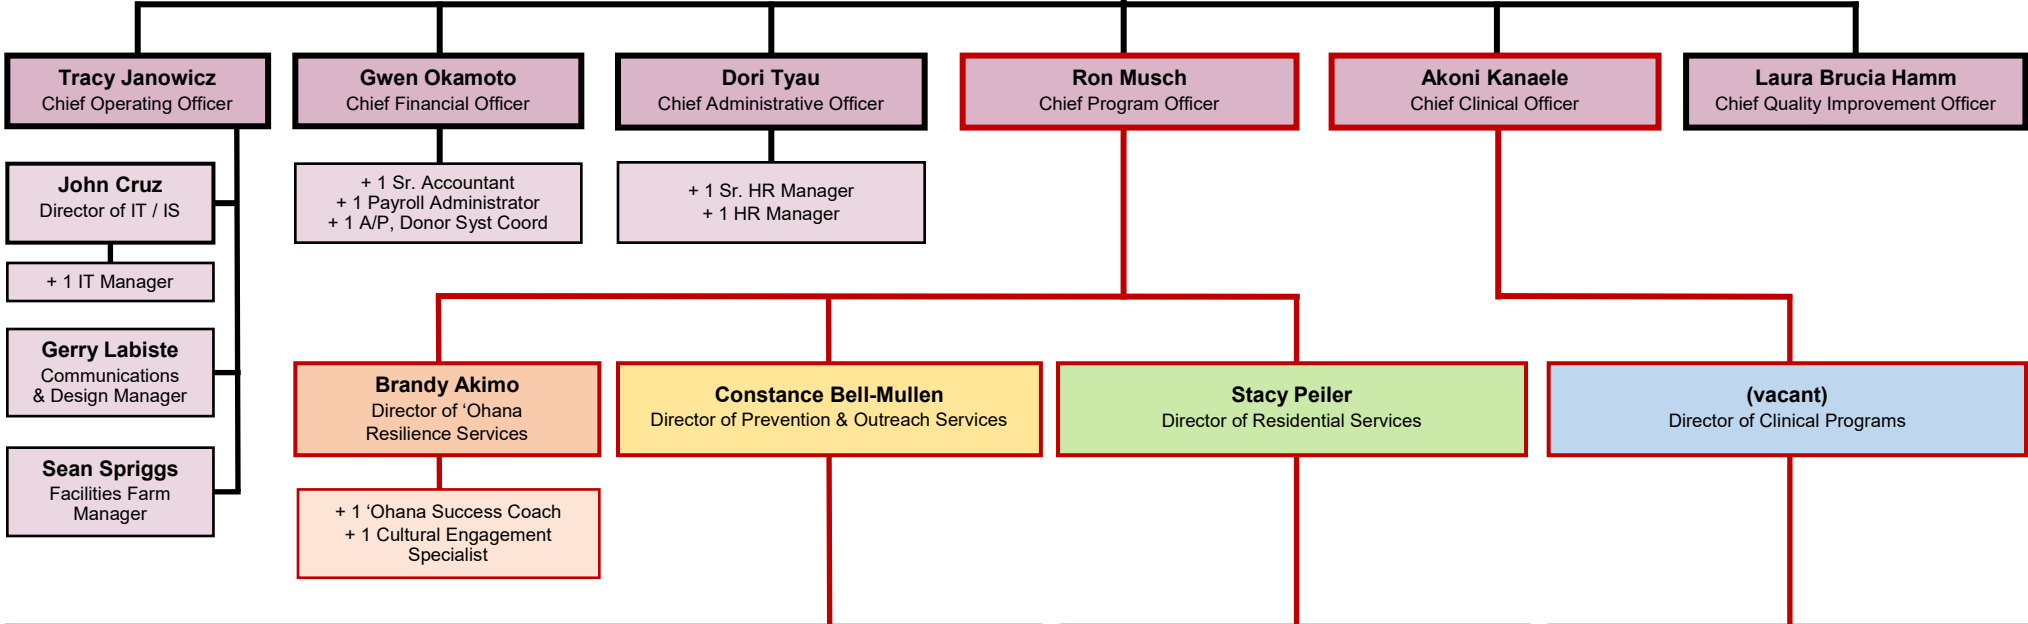 Tracy Janowicz
Chief Operating Officer
Gwen Okamoto
Chief Financial Officer
Dori Tyau
Chief Administrative Officer
Ron Musch
Chief Program Officer
Akoni Kanaele
Chief Clinical Officer
Laura Brucia Hamm
Chief Quality Improvement Officer
John Cruz
Director of IT / IS
+ 1 Sr. Accountant
+ 1 Payroll Administrator
+ 1 A/P, Donor Syst Coord
+ 1 Sr. HR Manager
+ 1 HR Manager
+ 1 IT Manager
Gerry Labiste
Communications
& Design Manager
Sean Spriggs
Facilities Farm
Manager
Brandy Akimo
Director of ‘Ohana
Resilience Services
+ 1 ‘Ohana Success Coach
+ 1 Cultural Engagement
Specialist
Constance Bell-Mullen
Director of Prevention & Outreach Services
Stacy Peiler
Director of Residential Services
(vacant)
Director of Clinical Programs